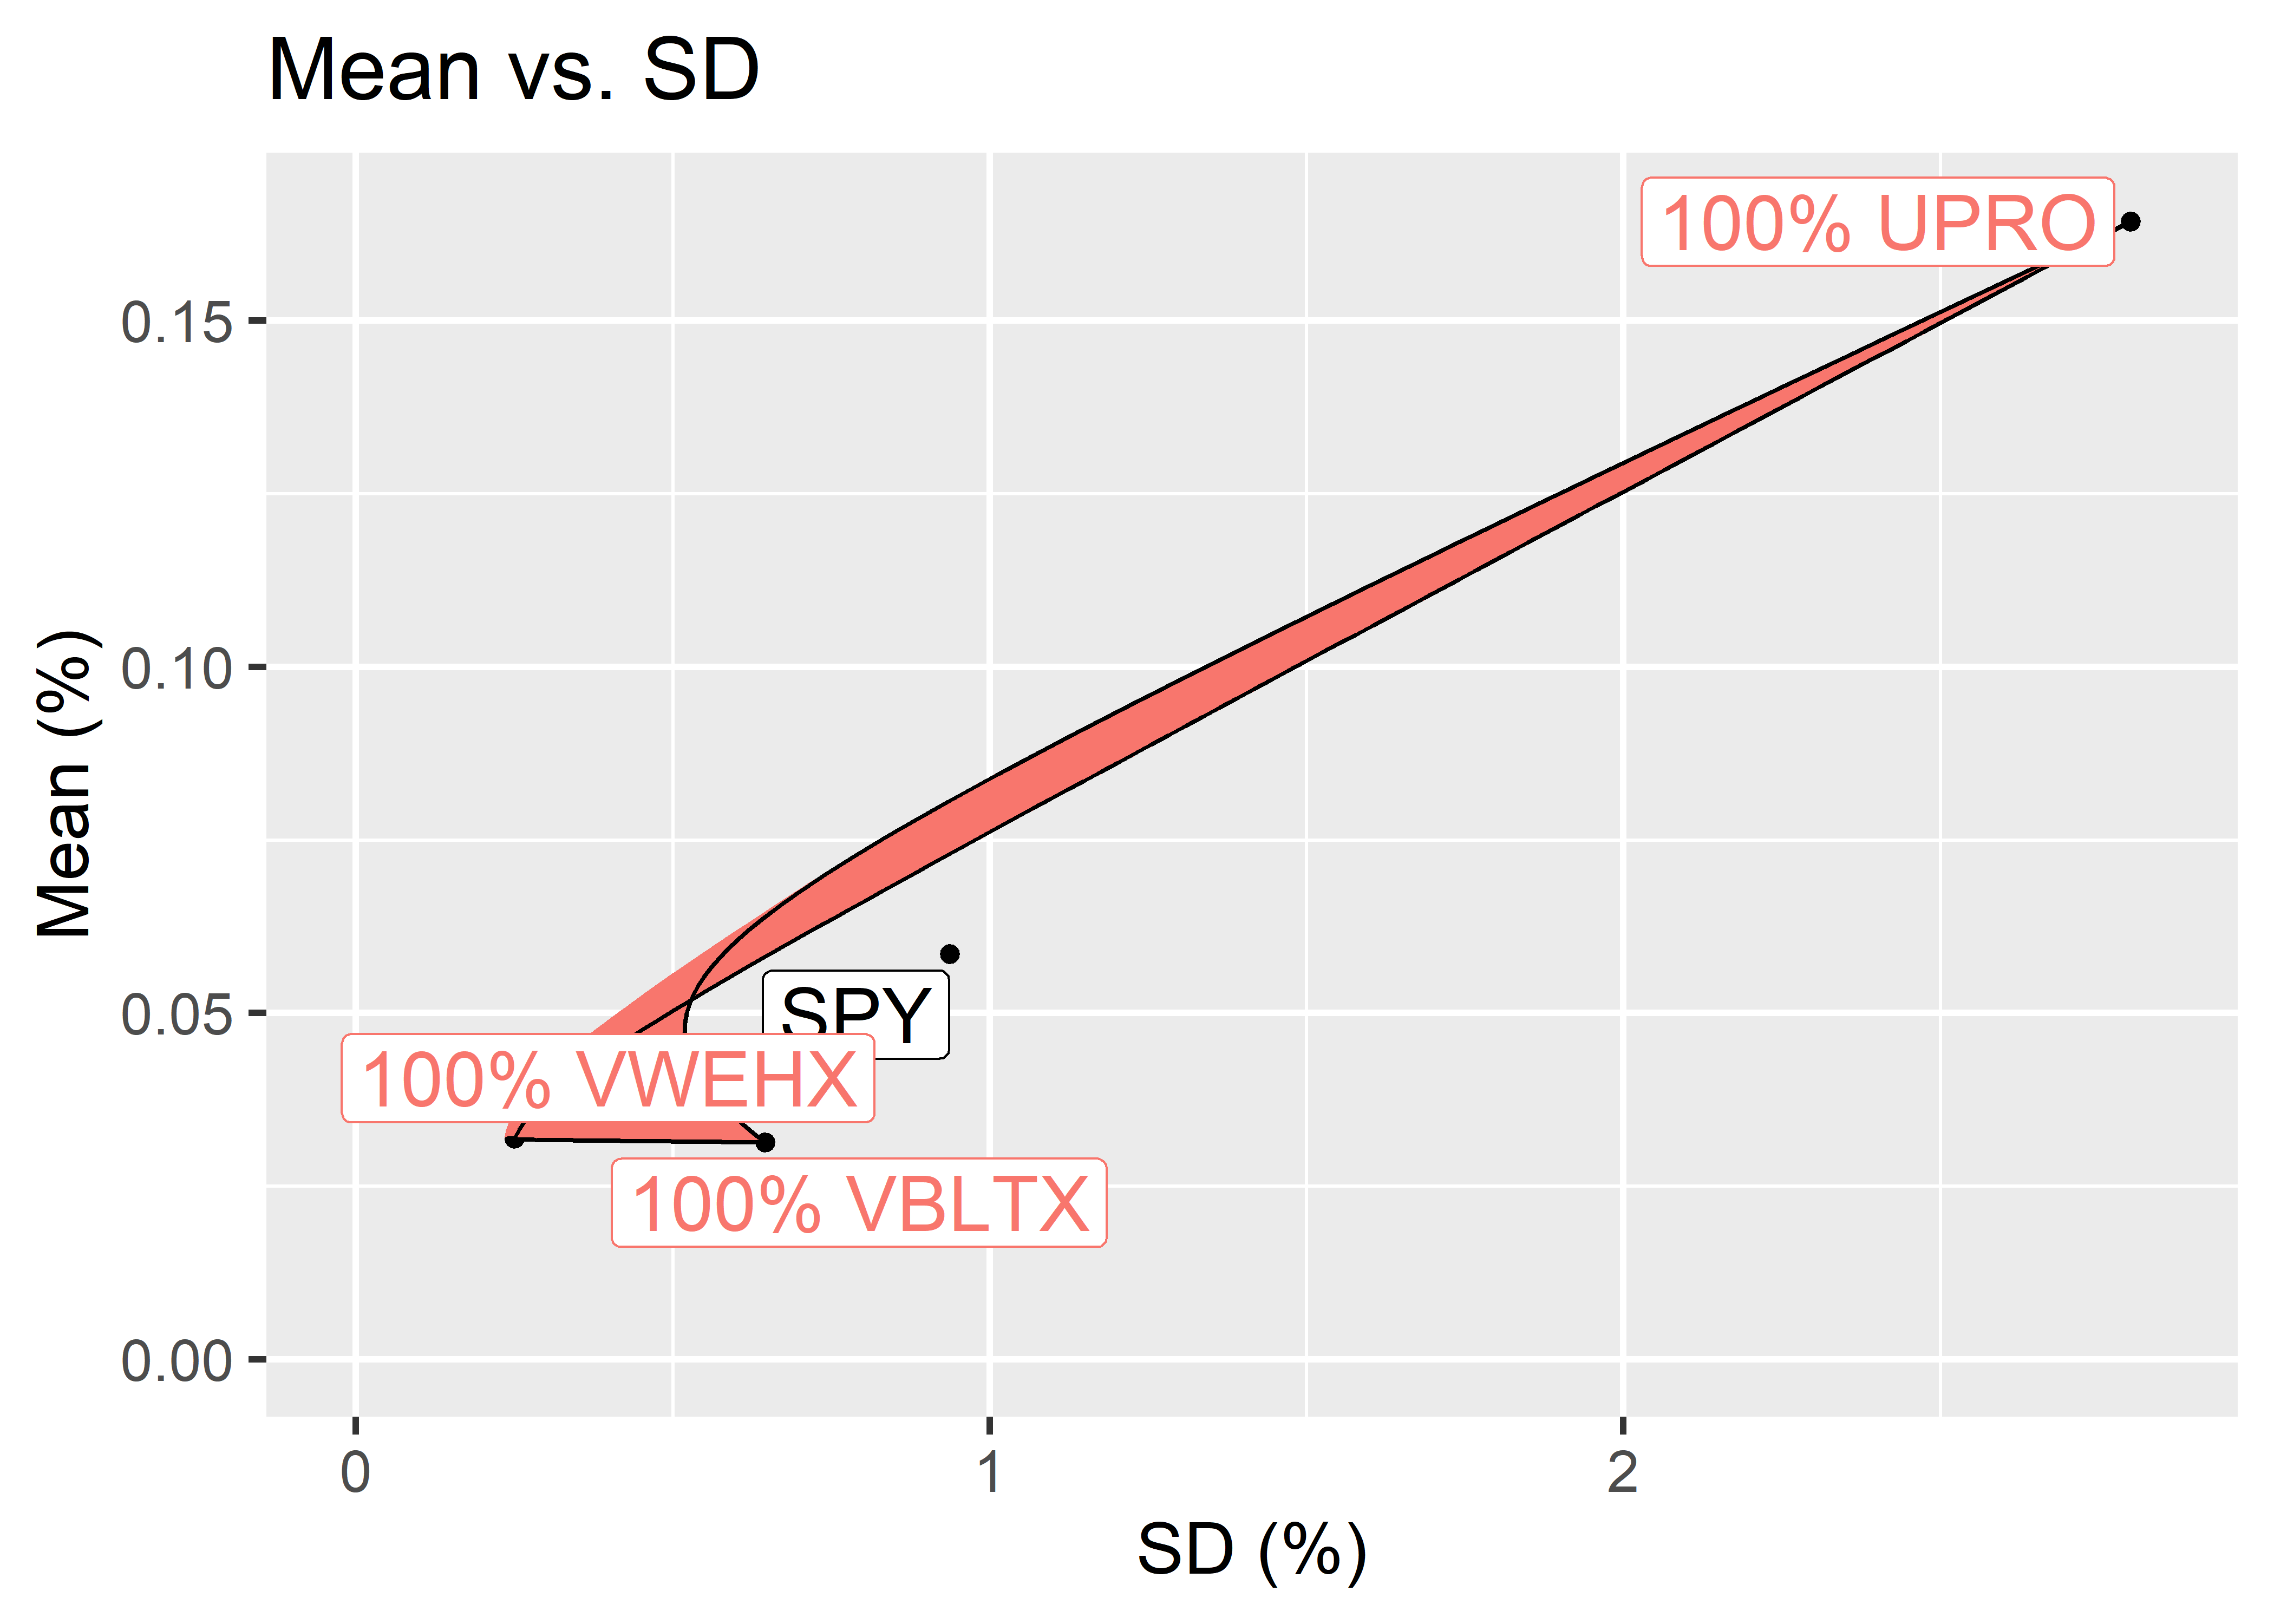 Mean vs. SD
100% UPRO
0.15
0.10
Mean (%)
0.05
SPY
100% VWEHX
100% VBLTX
0.00
0
1
2
SD (%)